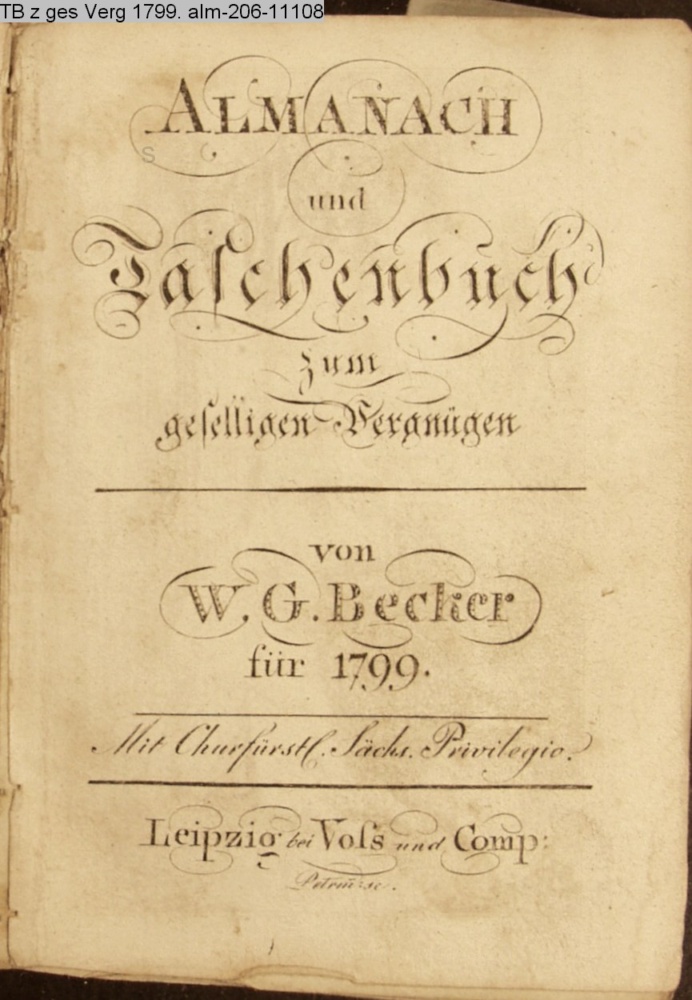 TB z ges Verg 1799. alm-206-11108
ALMANACH
und
Taſchenbuch
zum
geſelligen Vergnügen
von
W. G. Becker
für 1799.
Mit Churfürstl. Sächs. Privilegio.
Leipzig bei Voſs und Comp: